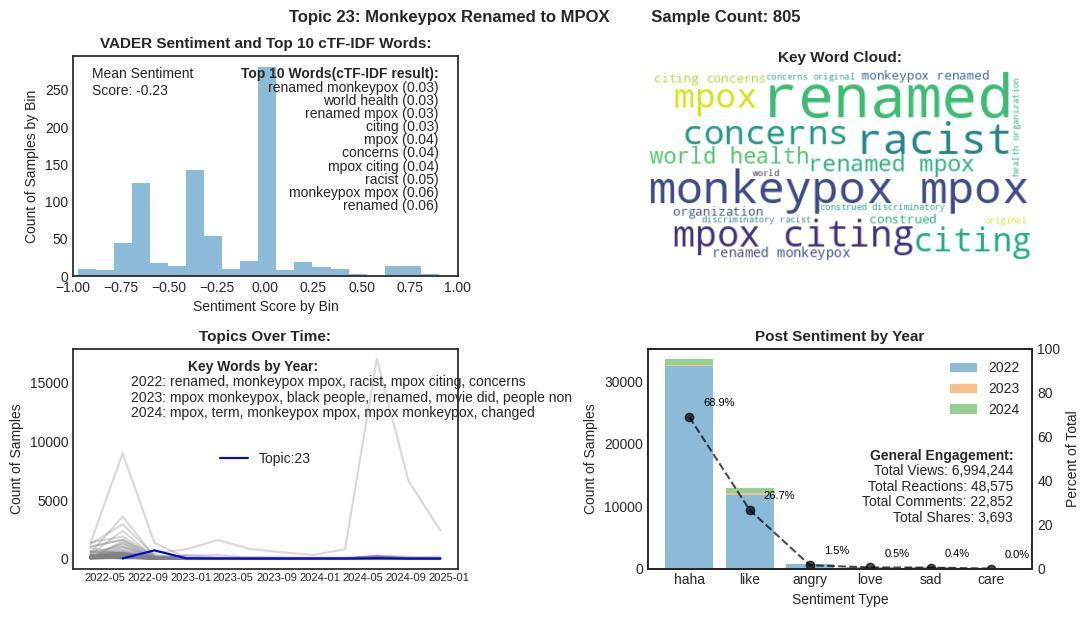 Topic 23: Monkeypox Renamed to MPOX Sample Count: 805
VADER Sentiment and Top 10 cTF-IDF Words:
Mean Sentiment
Score: -0.23
Top 10 Words(cTF-IDF result):
renamed monkeypox (0.03)
world health (0.03)
renamed mpox (0.03)
citing (0.03)
mpox (0.04)
concerns (0.04)
mpox citing (0.04)
racist (0.05)
monkeypox mpox (0.06)
renamed (0.06)
Count of Samples by Bin
250
200
150
100
50
0
−1.00 −0.75 −0.50 −0.25 0.00 0.25 0.50 0.75 1.00
Sentiment Score by Bin
Key Word Cloud:
citing concerns concerns original monkeypox renamed
mpox renamed
health organization
concerns racist
world health renamed mpox
world
monkeypox mpox
organization construed discriminatory
discriminatory racist construed original
mpox citing citing
renamed monkeypox
Topics Over Time:
Key Words by Year:
2022: renamed, monkeypox mpox, racist, mpox citing, concerns
2023: mpox monkeypox, black people, renamed, movie did, people non
2024: mpox, term, monkeypox mpox, mpox monkeypox, changed
Topic:23
Count of Samples
15000
10000
5000
0
2022-05 2022-09 2023-01 2023-05 2023-09 2024-01 2024-05 2024-09 2025-01
Post Sentiment by Year
2022
2023
2024
General Engagement:
Total Views: 6,994,244
Total Reactions: 48,575
Total Comments: 22,852
Total Shares: 3,693
68.9%
26.7%
1.5%
0.5%
0.4%
0.0%
Count of Samples
30000
20000
10000
0
100
80
60
40
20
0
Percent of Total
haha like angry love sad care
Sentiment Type